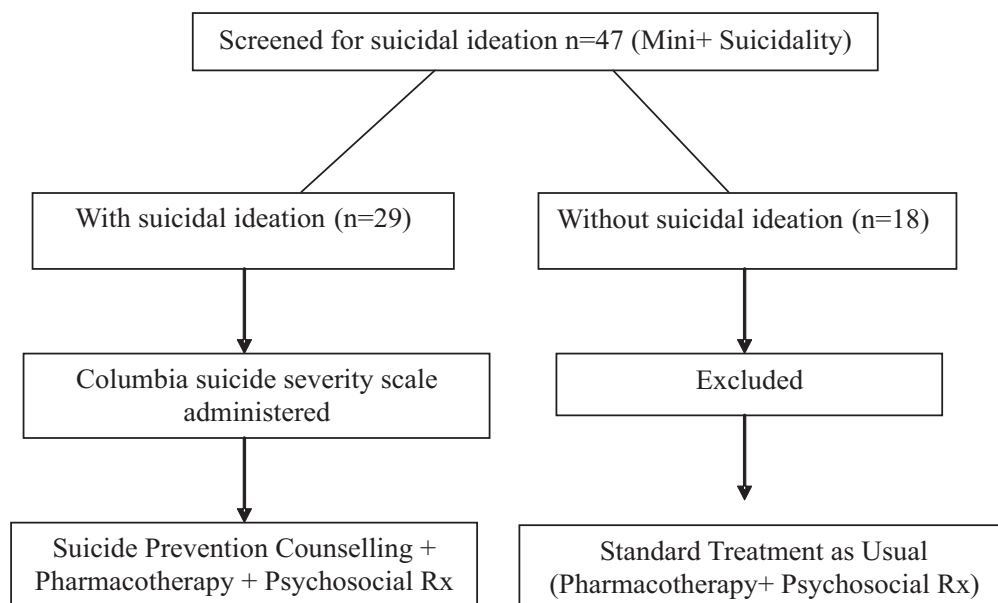 Screened for suicidal ideation n=47 (Mini+ Suicidality)
With suicidal ideation (n=29)
Without suicidal ideation (n=18)
Columbia suicide severity scale
administered
Excluded
Suicide Prevention Counselling +
Pharmacotherapy + Psychosocial Rx
Standard Treatment as Usual
(Pharmacotherapy+ Psychosocial Rx)